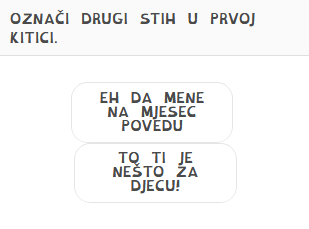 OZNAČI DRUGI STIH U PRVOJ
KITICI.
EH DA MENE
NA MJESEC
POVEDU
TO TI JE
NEŠTO ZA
DJECU!